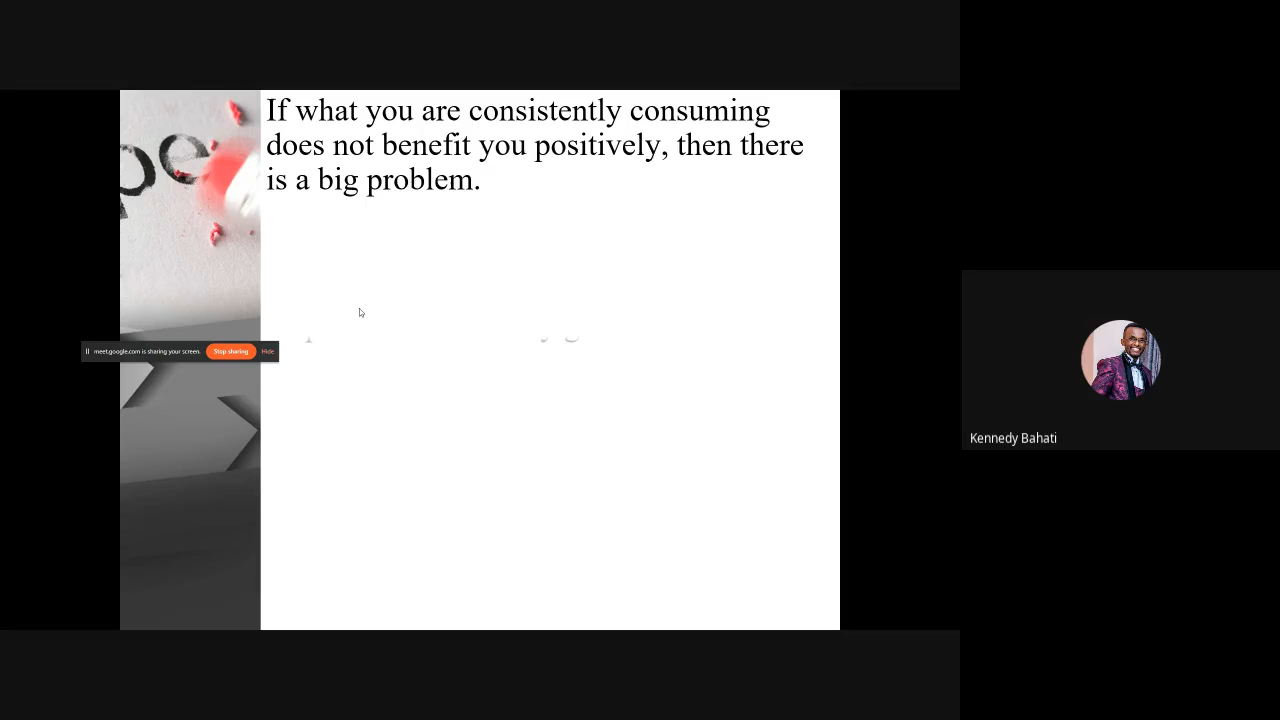 If what you are consistently consuming
does not benefit you positively, then there
is a big problem.
pe
meet.google.com is sharing your screen. Stop sharing Hide
Kennedy Bahati